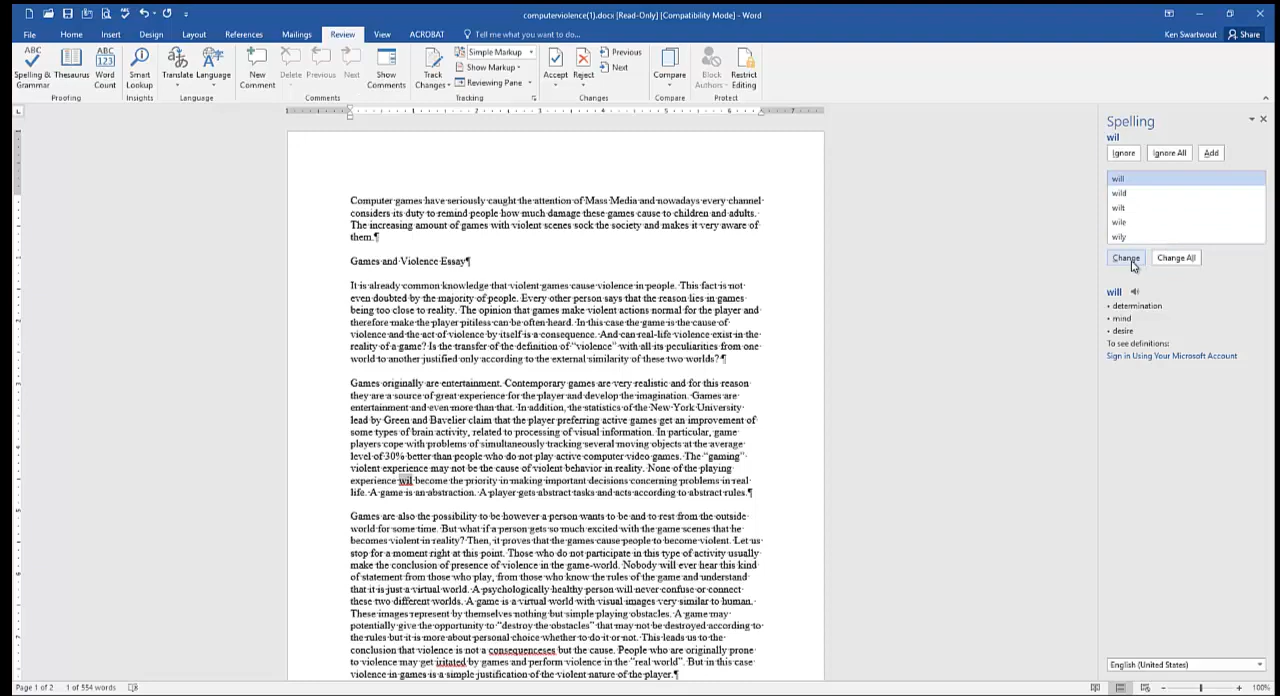 computerviolence(1).docx [Read-Only] [Compatibility Mode] - Word
File Home Insert Design Layout References Mailings Review View ACROBAT Tell me what you want to do... Ken Swartwout Share
ABC Spelling & Grammar
Thesaurus
ABC 123 Word Count
Proofing
Smart Lookup
Insights
Translate
Language
Language
New Comment
Delete
Previous
Next
Show Comments
Comments
Track Changes
Simple Markup
Show Markup
Reviewing Pane
Tracking
Accept
Reject
Previous
Next
Changes
Compare
Compare
Block Authors
Restrict Editing
Protect
Computer games have seriously caught the attention of Mass Media and nowadays every channel
considers its duty to remind people how much damage these games cause to children and adults.
The increasing amount of games with violent scenes sock the society and makes it very aware of
them.¶
Games and Violence Essay¶
It is already common knowledge that violent games cause violence in people. This fact is not
even doubted by the majority of people. Every other person says that the reason lies in games
being too close to reality. The opinion that games make violent actions normal for the player and
therefore make the player pitiless can be often heard. In this case the game is the cause of
violence and the act of violence by itself is a consequence. And can real-life violence exist in the
reality of a game? Is the transfer of the definition of "violence" with all its peculiarities from one
world to another justified only according to the external similarity of these two worlds? ¶
Games originally are entertainment. Contemporary games are very realistic and for this reason
they are a source of great experience for the player and develop the imagination. Games are
entertainment and even more than that. In addition, the statistics of the New York University
lead by Green and Bavelier claim that the player preferring active games get an improvement of
some types of brain activity, related to processing of visual information. In particular, game
players cope with problems of simultaneously tracking several moving objects at the average
level of 30% better than people who do not play active computer video games. The "gaming"
violent experience may not be the cause of violent behavior in reality. None of the playing
experience wil become the priority in making important decisions concerning problems in real
life. A game is an abstraction. A player gets abstract tasks and acts according to abstract rules.¶
Games are also the possibility to be however a person wants to be and to rest from the outside
world for some time. But what if a person gets so much excited with the game scenes that he
becomes violent in reality? Then, it proves that the games cause people to become violent. Let us
stop for a moment right at this point. Those who do not participate in this type of activity usually
make the conclusion of presence of violence in the game-world. Nobody will ever hear this kind
of statement from those who play, from those who know the rules of the game and understand
that it is just a virtual world. A psychologically healthy person will never confuse or connect
these two different worlds. A game is a virtual world with visual images very similar to human.
These images represent by themselves nothing but simple playing obstacles. A game may
potentially give the opportunity to "destroy the obstacles" that may not be destroyed according to
the rules but it is more about personal choice whether to do it or not. This leads us to the
conclusion that violence is not a consequenceses but the cause. People who are originally prone
to violence may get iritated by games and perform violence in the "real world". But in this case
violence in games is a simple justification of the violent nature of the player.¶
Spelling
wil
Ignore Ignore All Add
will
wild
wilt
wile
wily
Change Change All
will
• determination
• mind
• desire
To see definitions:
Sign in Using Your Microsoft Account
English (United States)
Page 1 of 2 1 of 554 words 100%